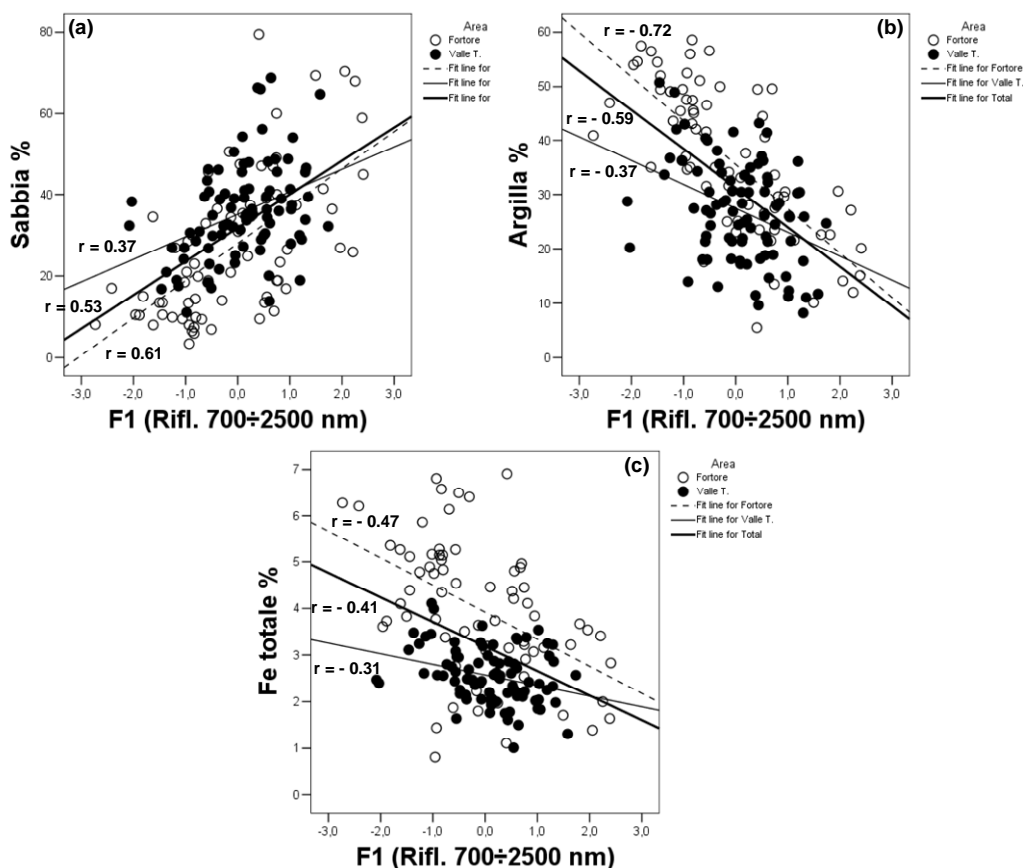 (a)
Sabbia %
80
60
40
20
0
r = 0.37
r = 0.53
r = 0.61
-3,0 -2,0 -1,0 0,0 1,0 2,0 3,0
F1 (Rifl. 700÷2500 nm)
Area
Fortore
Valle T.
Fit line for
Fit line for
Fit line for
(b)
Argilla %
60
50
40
30
20
10
0
r = - 0.72
r = - 0.59
r = - 0.37
-3,0 -2,0 -1,0 0,0 1,0 2,0 3,0
F1 (Rifl. 700÷2500 nm)
Area
Fortore
Valle T.
Fit line for Fortore
Fit line for Valle T.
Fit line for Total
(c)
Fe totale %
7
6
5
4
3
2
1
0
r = - 0.47
r = - 0.41
r = - 0.31
-3,0 -2,0 -1,0 0,0 1,0 2,0 3,0
F1 (Rifl. 700÷2500 nm)
Area
Fortore
Valle T.
Fit line for Fortore
Fit line for Valle T.
Fit line for Total